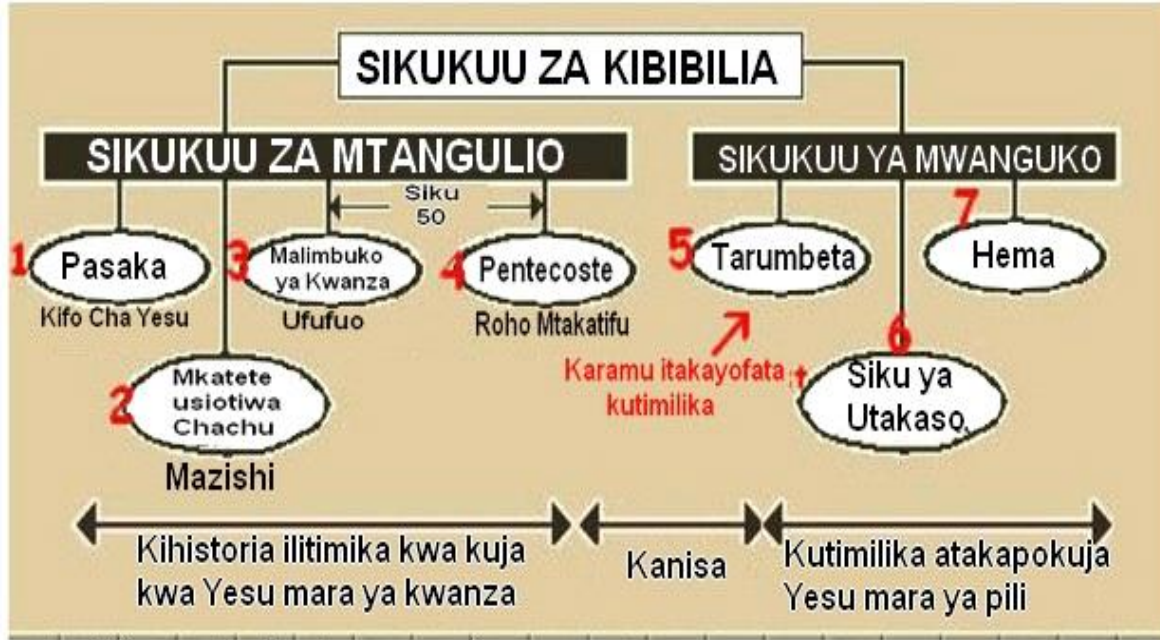 SIKUKUU ZA KIBIBILIA
SIKUKUU ZA MTANGULIO
SIKUKUU YA MWANGUKO
Siku
50
1
Pasaka
Kifo Cha Yesu
2
Mkatete
usiotiwa
Chachu
Mazishi
3
Malimbuko
ya Kwanza
Ufufuo
4
Pentecoste
Roho Mtakatifu
5
Tarumbeta
Karamu itakayofata
kutimilika
6
Siku ya
Utakaso
7
Hema
Kihistoria ilitimika kwa kuja
kwa Yesu mara ya kwanza
Kanisa
Kutimilika atakapokuja
Yesu mara ya pili